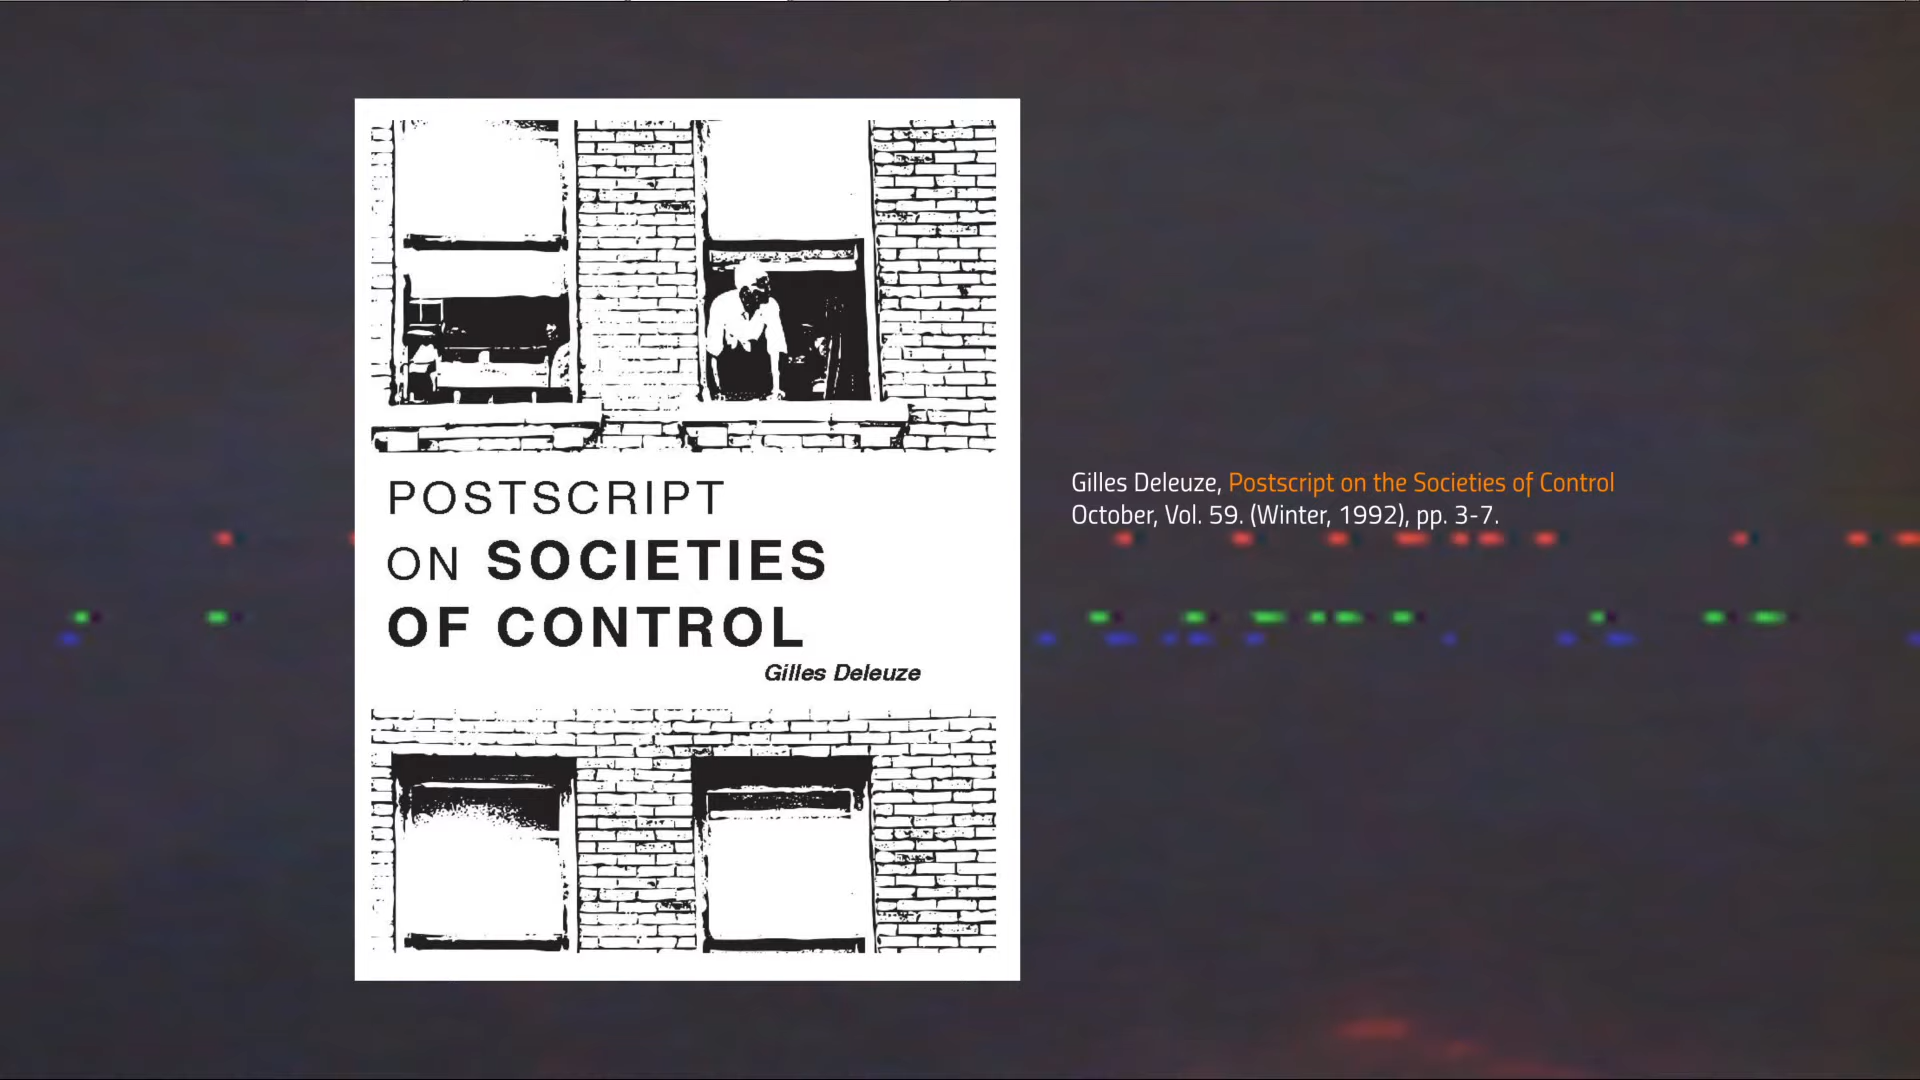 POSTSCRIPT
ON SOCIETIES
OF CONTROL
Gilles Deleuze
Gilles Deleuze, Postscript on the Societies of Control
October, Vol. 59. (Winter, 1992), pp. 3-7.